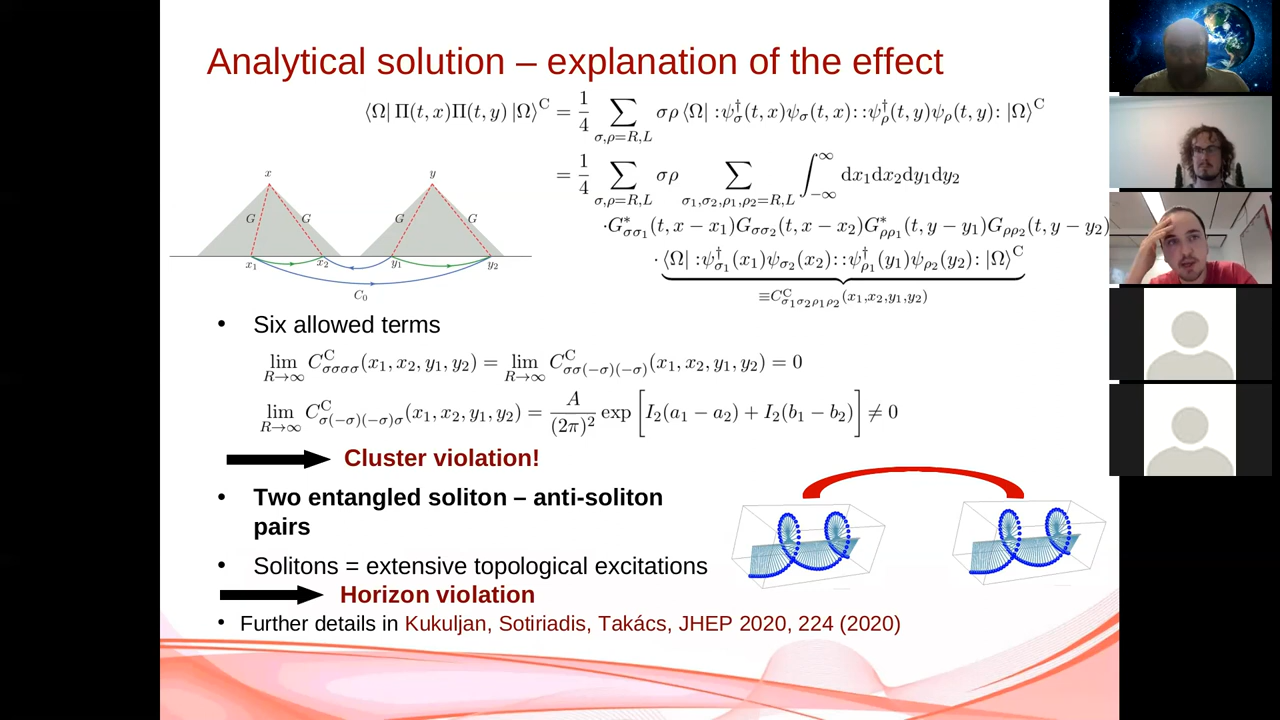 Analytical solution – explanation of the effect
⟨Ω| Π(t, x)Π(t, y) |Ω⟩^C = 1/4 ∑_{σ,ρ=R,L} σρ ⟨Ω| :ψ†_σ(t, x)ψ_σ(t, x): :ψ†_ρ(t, y)ψ_ρ(t, y): |Ω⟩^C
= 1/4 ∑_{σ,ρ=R,L} σρ ∑_{σ₁,σ₂,ρ₁,ρ₂=R,L} ∫_{-∞}^{∞} dx₁dx₂dy₁dy₂
·G*_{σσ₁}(t, x − x₁)G_{σσ₂}(t, x − x₂)G*_{ρρ₁}(t, y − y₁)G_{ρρ₂}(t, y − y₂)
· ⟨Ω| :ψ†_{σ₁}(x₁)ψ_{σ₂}(x₂): :ψ†_{ρ₁}(y₁)ψ_{ρ₂}(y₂): |Ω⟩^C
≡C^C_{σ₁σ₂ρ₁ρ₂}(x₁,x₂,y₁,y₂)
x y
G G G G
x₁ x₂ y₁ y₂
C₀
• Six allowed terms
lim_{R→∞} C^C_{σσσσ}(x₁, x₂, y₁, y₂) = lim_{R→∞} C^C_{σσ(−σ)(−σ)}(x₁, x₂, y₁, y₂) = 0
lim_{R→∞} C^C_{σ(−σ)(−σ)σ}(x₁, x₂, y₁, y₂) = A/(2π)² exp [I₂(a₁ − a₂) + I₂(b₁ − b₂)] ≠ 0
Cluster violation!
• Two entangled soliton – anti-soliton
pairs
• Solitons = extensive topological excitations
Horizon violation
• Further details in Kukuljan, Sotiriadis, Takács, JHEP 2020, 224 (2020)